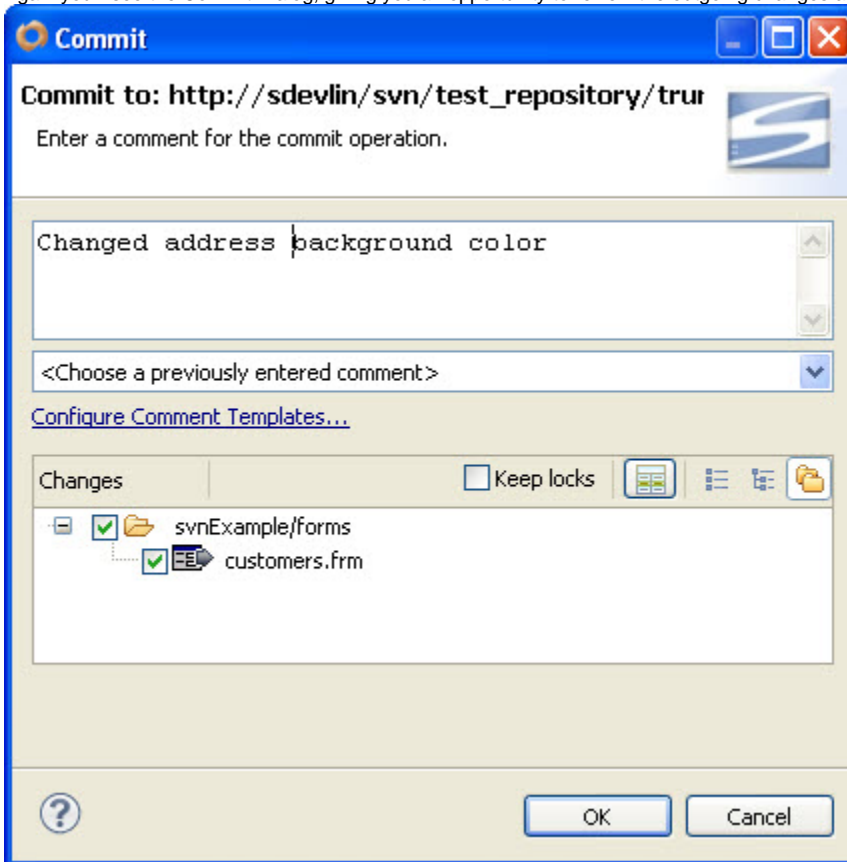 Commit
Commit to: http://sdevlin/svn/test_repository/trur
Enter a comment for the commit operation.
Changed address background color
<Choose a previously entered comment>
Configure Comment Templates...
Changes Keep locks
svnExample/forms
customers.frm
OK Cancel